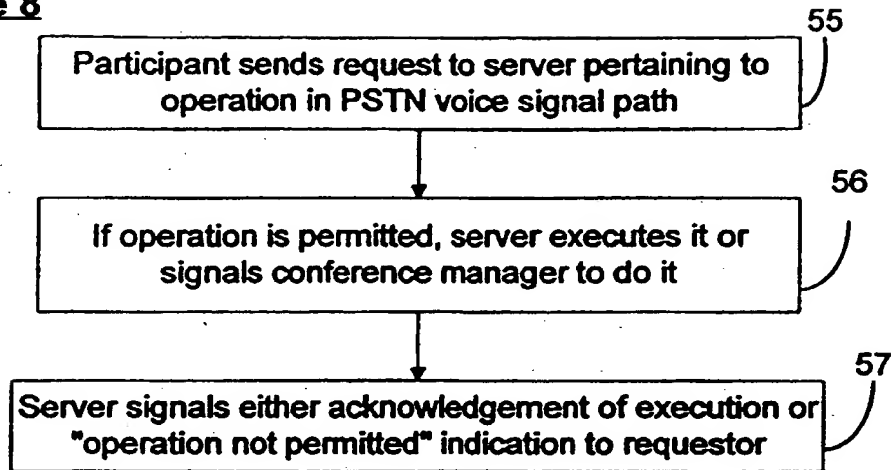 e 8
55
Participant sends request to server pertaining to
operation in PSTN voice signal path
56
If operation is permitted, server executes it or
signals conference manager to do it
57
Server signals either acknowledgement of execution or
"operation not permitted" indication to requestor